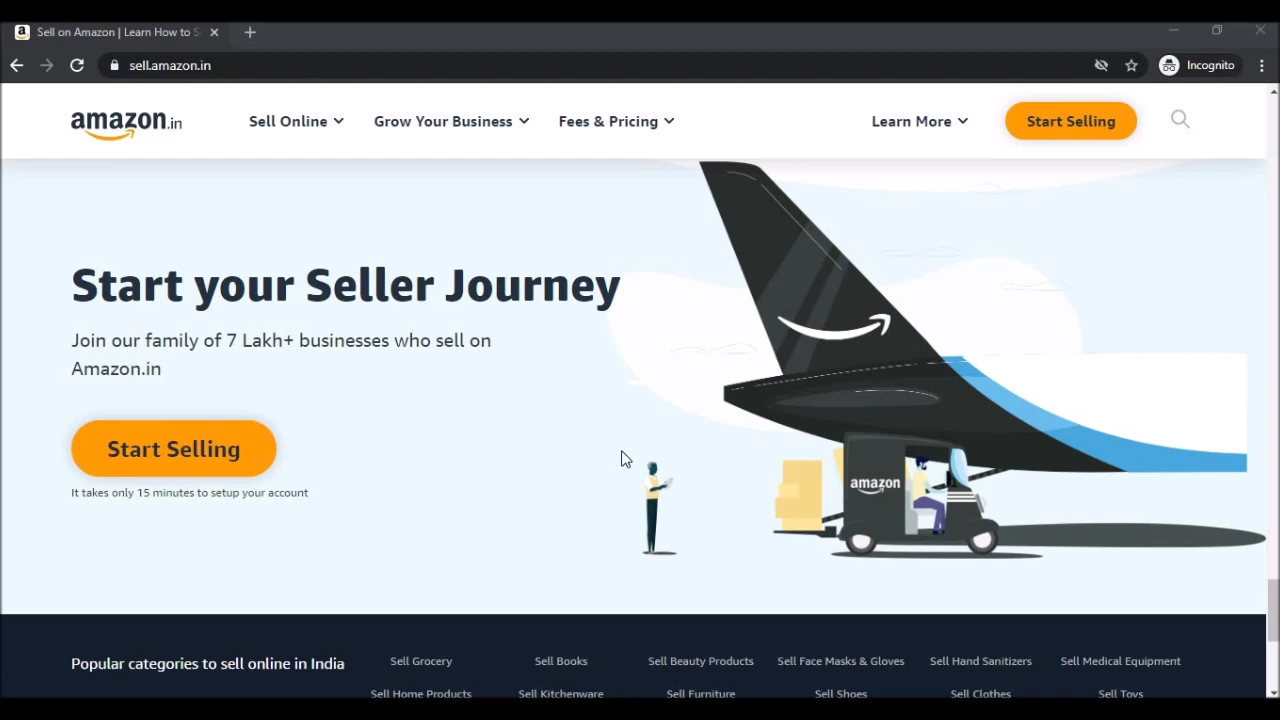 Sell on Amazon | Learn How to S
sell.amazon.in
Incognito
amazon.in
Sell Online
Grow Your Business
Fees & Pricing
Learn More
Start Selling
Start your Seller Journey
Join our family of 7 Lakh+ businesses who sell on
Amazon.in
Start Selling
It takes only 15 minutes to setup your account
amazon
Popular categories to sell online in India
Sell Grocery
Sell Books
Sell Beauty Products
Sell Face Masks & Gloves
Sell Hand Sanitizers
Sell Medical Equipment
Sell Home Products
Sell Kitchenware
Sell Furniture
Sell Shoes
Sell Clothes
Sell Toys